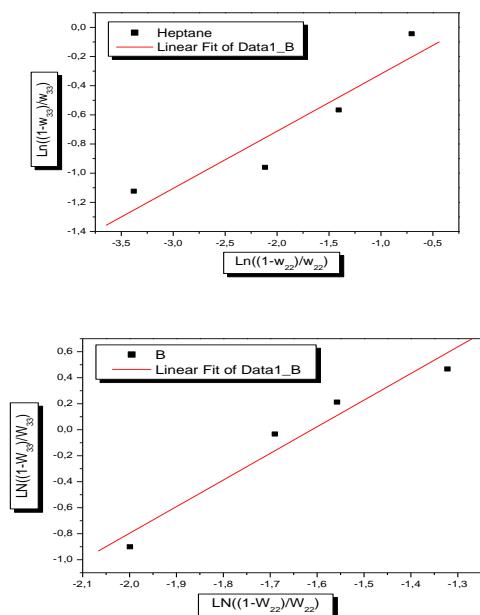 Heptane
Linear Fit of Data1_B
0,0
-0,2
-0,4
-0,6
-0,8
-1,0
-1,2
-1,4
Ln((1-w33)/w33)
-3,5 -3,0 -2,5 -2,0 -1,5 -1,0 -0,5
Ln((1-w22)/w22)
B
Linear Fit of Data1_B
0,6
0,4
0,2
0,0
-0,2
-0,4
-0,6
-0,8
-1,0
LN((1-W33)/W33)
-2,1 -2,0 -1,9 -1,8 -1,7 -1,6 -1,5 -1,4 -1,3
LN((1-W22)/W22)